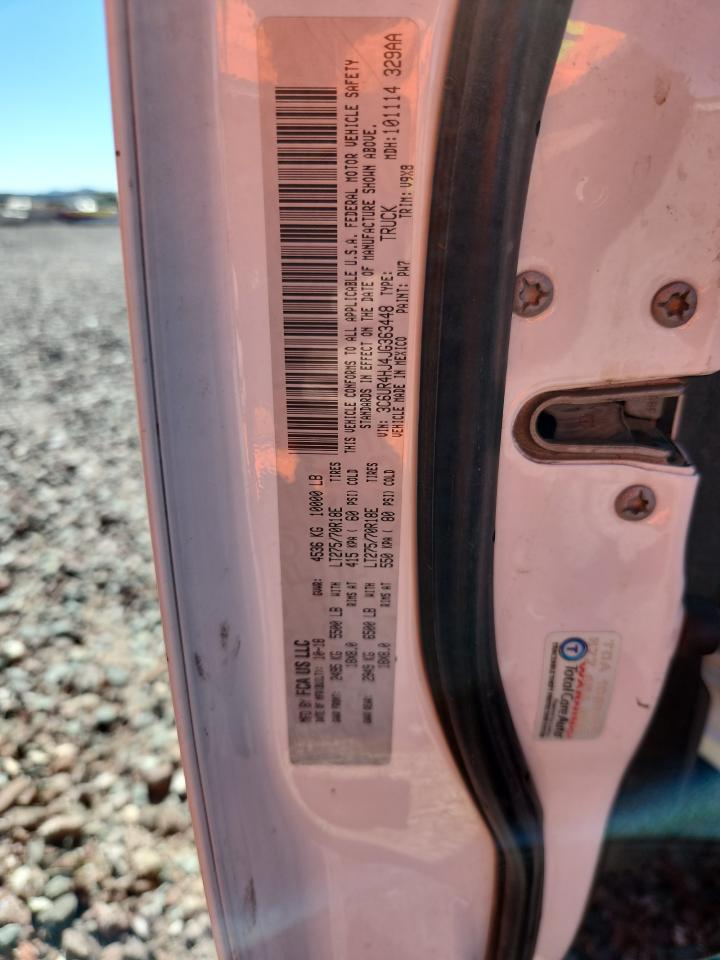 MFD BY FCA US LLC
DATE OF MFR(BUILT): 10-18 GVWR: 4536 KG 10000 LB
GAWR FRONT: 2495 KG 5500 LB WITH LT275/70R18E TIRES
18X8.0 RIMS AT 415 KPA ( 60 PSI) COLD
GAWR REAR: 2949 KG 6500 LB WITH LT275/70R18E TIRES
18X8.0 RIMS AT 550 KPA ( 80 PSI) COLD
THIS VEHICLE CONFORMS TO ALL APPLICABLE U.S.A. FEDERAL MOTOR VEHICLE SAFETY
STANDARDS IN EFFECT ON THE DATE OF MANUFACTURE SHOWN ABOVE.
VIN: 3C6UR4HJ4JG363448 TYPE: TRUCK MDH: 101114 329AA
VEHICLE MADE IN MEXICO PAINT: PW7 TRIM: V9X8
TotalCareAuto